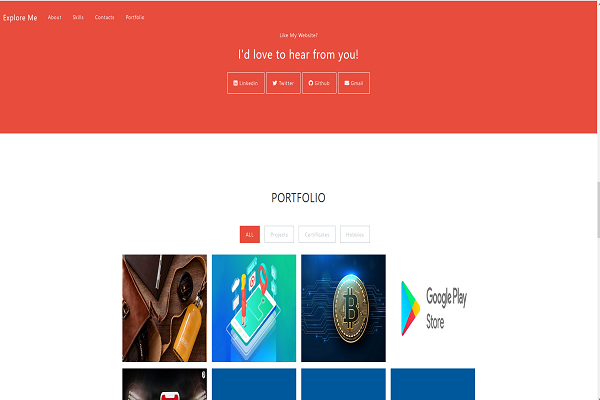 Explore Me About Skills Contacts Portfolio
Like My Website?
I'd love to hear from you!
Linkedin Twitter Github Gmail
PORTFOLIO
ALL Projects Certificates Hobbies
Google Play
Store